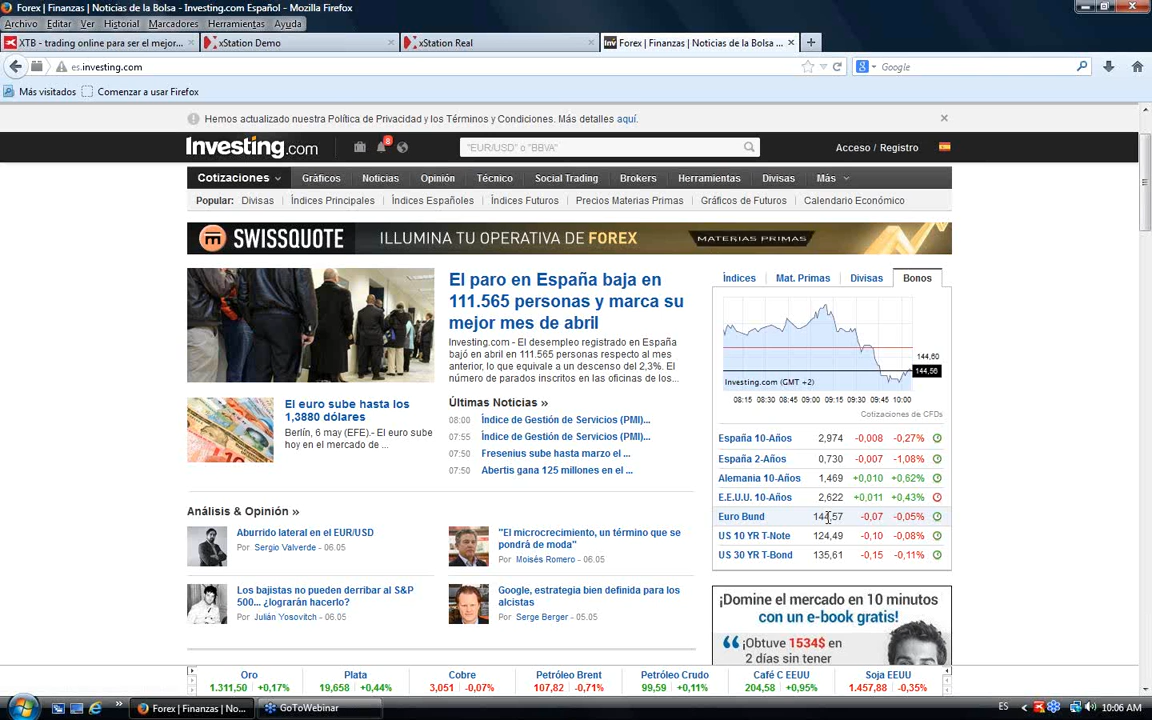 Forex | Finanzas | Noticias de la Bolsa - Investing.com Español - Mozilla Firefox
Archivo Editar Ver Historial Marcadores Herramientas Ayuda
XTB - trading online para ser el mejor... xStation Demo xStation Real Forex | Finanzas | Noticias de la Bolsa ...
es.investing.com Google
Más visitados Comenzar a usar Firefox
Hemos actualizado nuestra Política de Privacidad y los Términos y Condiciones. Más detalles aquí.
Investing.com 8 "EUR/USD" o "BBVA" Acceso / Registro
Cotizaciones Gráficos Noticias Opinión Técnico Social Trading Brokers Herramientas Divisas Más
Popular: Divisas Índices Principales Índices Españoles Índices Futuros Precios Materias Primas Gráficos de Futuros Calendario Económico
SWISSQUOTE ILLUMINA TU OPERATIVA DE FOREX MATERIAS PRIMAS
El paro en España baja en
111.565 personas y marca su
mejor mes de abril
Investing.com - El desempleo registrado en España
bajó en abril en 111.565 personas respecto al mes
anterior, lo que equivale a un descenso del 2,3%. El
número de parados inscritos en las oficinas de los...
El euro sube hasta los
1,3880 dólares
Berlín, 6 may (EFE).- El euro sube
hoy en el mercado de ...
Últimas Noticias »
08:00 Índice de Gestión de Servicios (PMI)...
07:55 Índice de Gestión de Servicios (PMI)...
07:50 Fresenius sube hasta marzo el ...
07:50 Abertis gana 125 millones en el ...
Análisis & Opinión »
Aburrido lateral en el EUR/USD
Por Sergio Valverde - 06.05
"El microcrecimiento, un término que se
pondrá de moda"
Por Moisés Romero - 06.05
Los bajistas no pueden derribar al S&P
500... ¿lograrán hacerlo?
Por Julián Yosovitch - 06.05
Google, estrategia bien definida para los
alcistas
Por Serge Berger - 05.05
Índices Mat. Primas Divisas Bonos
144,60
144,56
Investing.com (GMT +2)
08:15 08:30 08:45 09:00 09:15 09:30 09:45 10:00
Cotizaciones de CFDs
España 10-Años 2,974 -0,008 -0,27%
España 2-Años 0,730 -0,007 -1,08%
Alemania 10-Años 1,469 +0,010 +0,62%
E.E.U.U. 10-Años 2,622 +0,011 +0,43%
Euro Bund 144,57 -0,07 -0,05%
US 10 YR T-Note 124,49 -0,10 -0,08%
US 30 YR T-Bond 135,61 -0,15 -0,11%
¡Domine el mercado en 10 minutos
con un e-book gratis!
¡Obtuve 1534$ en
2 días sin tener
Oro Plata Cobre Petróleo Brent Petróleo Crudo Café C EEUU Soja EEUU
1.311,50 +0,17% 19,658 +0,44% 3,051 -0,07% 107,82 -0,71% 99,59 +0,11% 204,58 +0,95% 1.457,88 -0,35%
Forex | Finanzas | No... GoToWebinar ES 10:06 AM